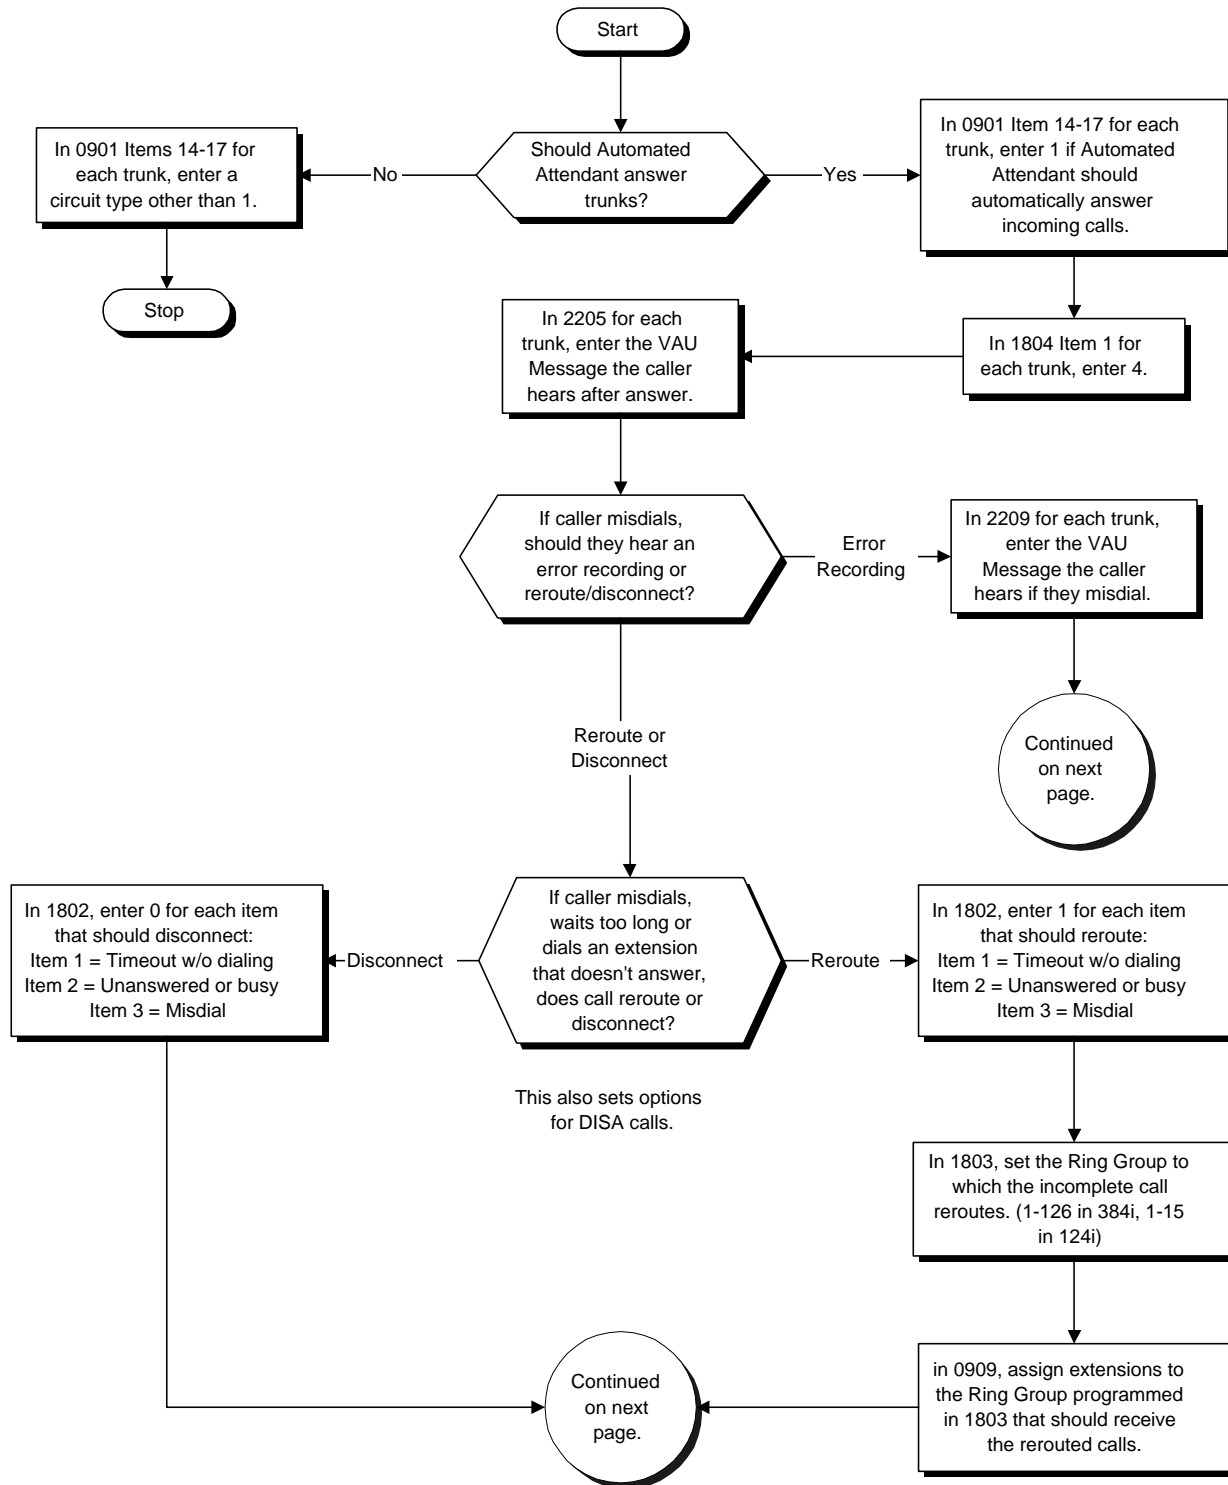 Start
Should Automated
Attendant answer
trunks?
No
Yes
In 0901 Items 14-17 for
each trunk, enter a
circuit type other than 1.
Stop
In 0901 Item 14-17 for each
trunk, enter 1 if Automated
Attendant should
automatically answer
incoming calls.
In 1804 Item 1 for
each trunk, enter 4.
In 2205 for each
trunk, enter the VAU
Message the caller
hears after answer.
If caller misdials,
should they hear an
error recording or
reroute/disconnect?
Error
Recording
In 2209 for each trunk,
enter the VAU
Message the caller
hears if they misdial.
Continued
on next
page.
Reroute or
Disconnect
If caller misdials,
waits too long or
dials an extension
that doesn't answer,
does call reroute or
disconnect?
Disconnect
Reroute
In 1802, enter 0 for each item
that should disconnect:
Item 1 = Timeout w/o dialing
Item 2 = Unanswered or busy
Item 3 = Misdial
In 1802, enter 1 for each item
that should reroute:
Item 1 = Timeout w/o dialing
Item 2 = Unanswered or busy
Item 3 = Misdial
This also sets options
for DISA calls.
In 1803, set the Ring Group to
which the incomplete call
reroutes. (1-126 in 384i, 1-15
in 124i)
in 0909, assign extensions to
the Ring Group programmed
in 1803 that should receive
the rerouted calls.
Continued
on next
page.